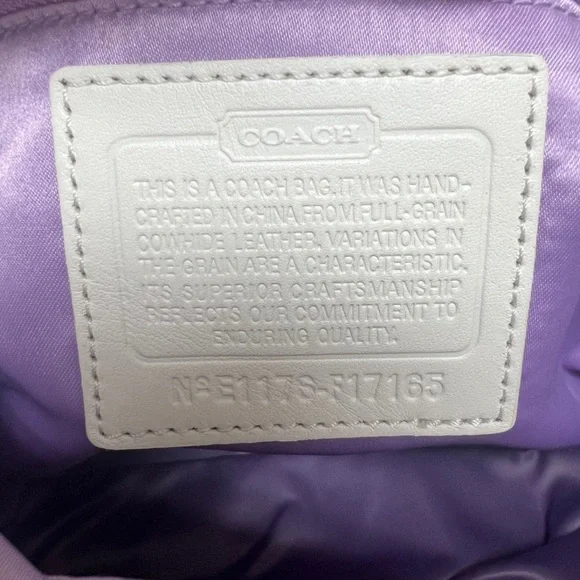 COACH
THIS IS A COACH BAG.IT WAS HAND-
CRAFTED IN CHINA FROM FULL-GRAIN
COWHIDE LEATHER. VARIATIONS IN
THE GRAIN ARE A CHARACTERISTIC.
ITS SUPERIOR CRAFTSMANSHIP
REFLECTS OUR COMMITMENT TO
ENDURING QUALITY.
Nº E117S-F17165